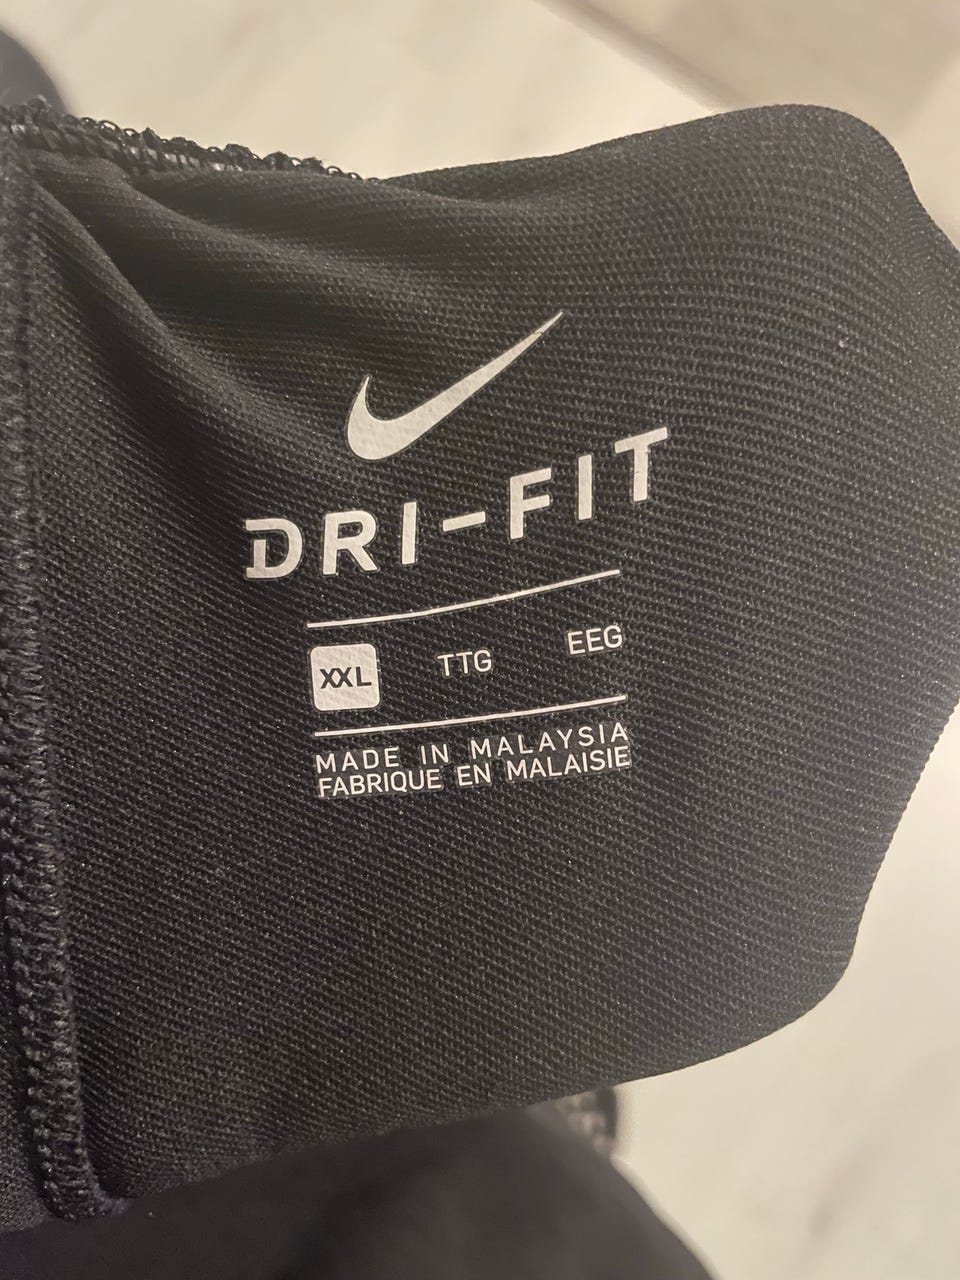 DRI-FIT
XXL TTG EEG
MADE IN MALAYSIA
FABRIQUE EN MALAISIE